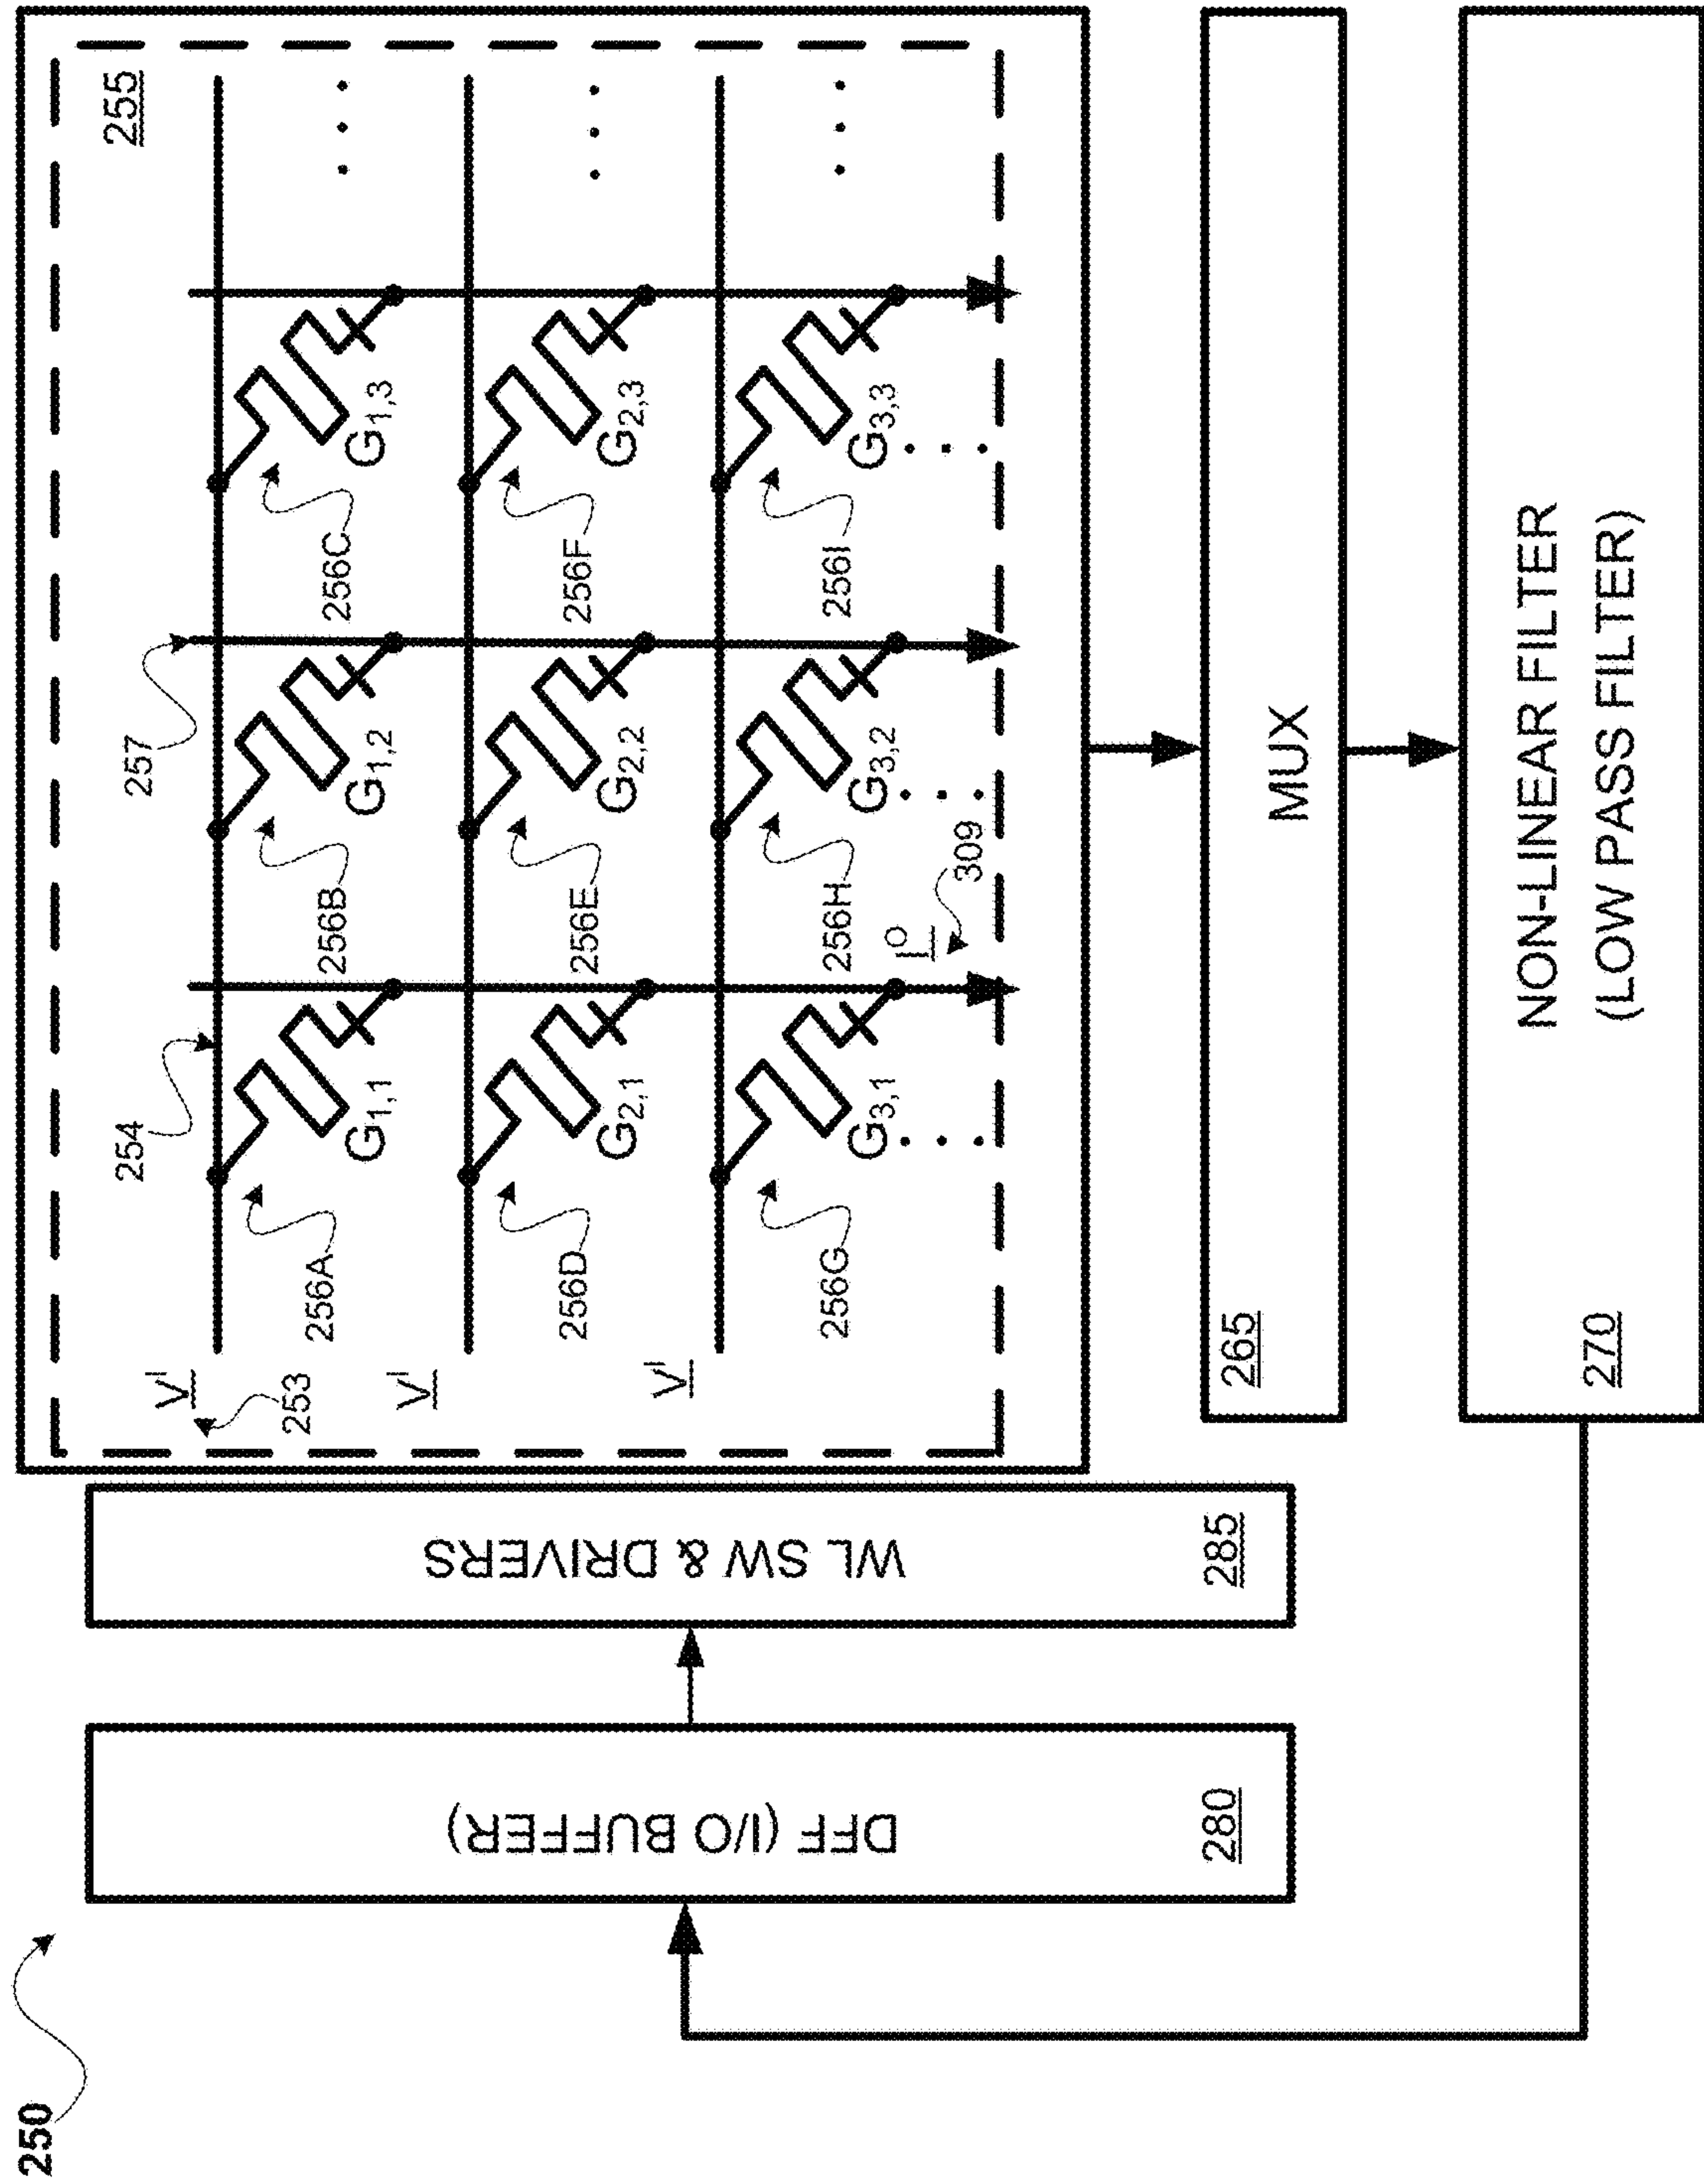 250
255
257
254
V^I
253
G1,1
G1,2
G1,3
256A
256B
256C
V^I
G2,1
G2,2
G2,3
256D
256E
256F
V^I
G3,1
G3,2
G3,3
256G
256H
256I
I^O
309
DFF (I/O BUFFER)
280
WL SW & DRIVERS
285
MUX
265
NON-LINEAR FILTER
(LOW PASS FILTER)
270